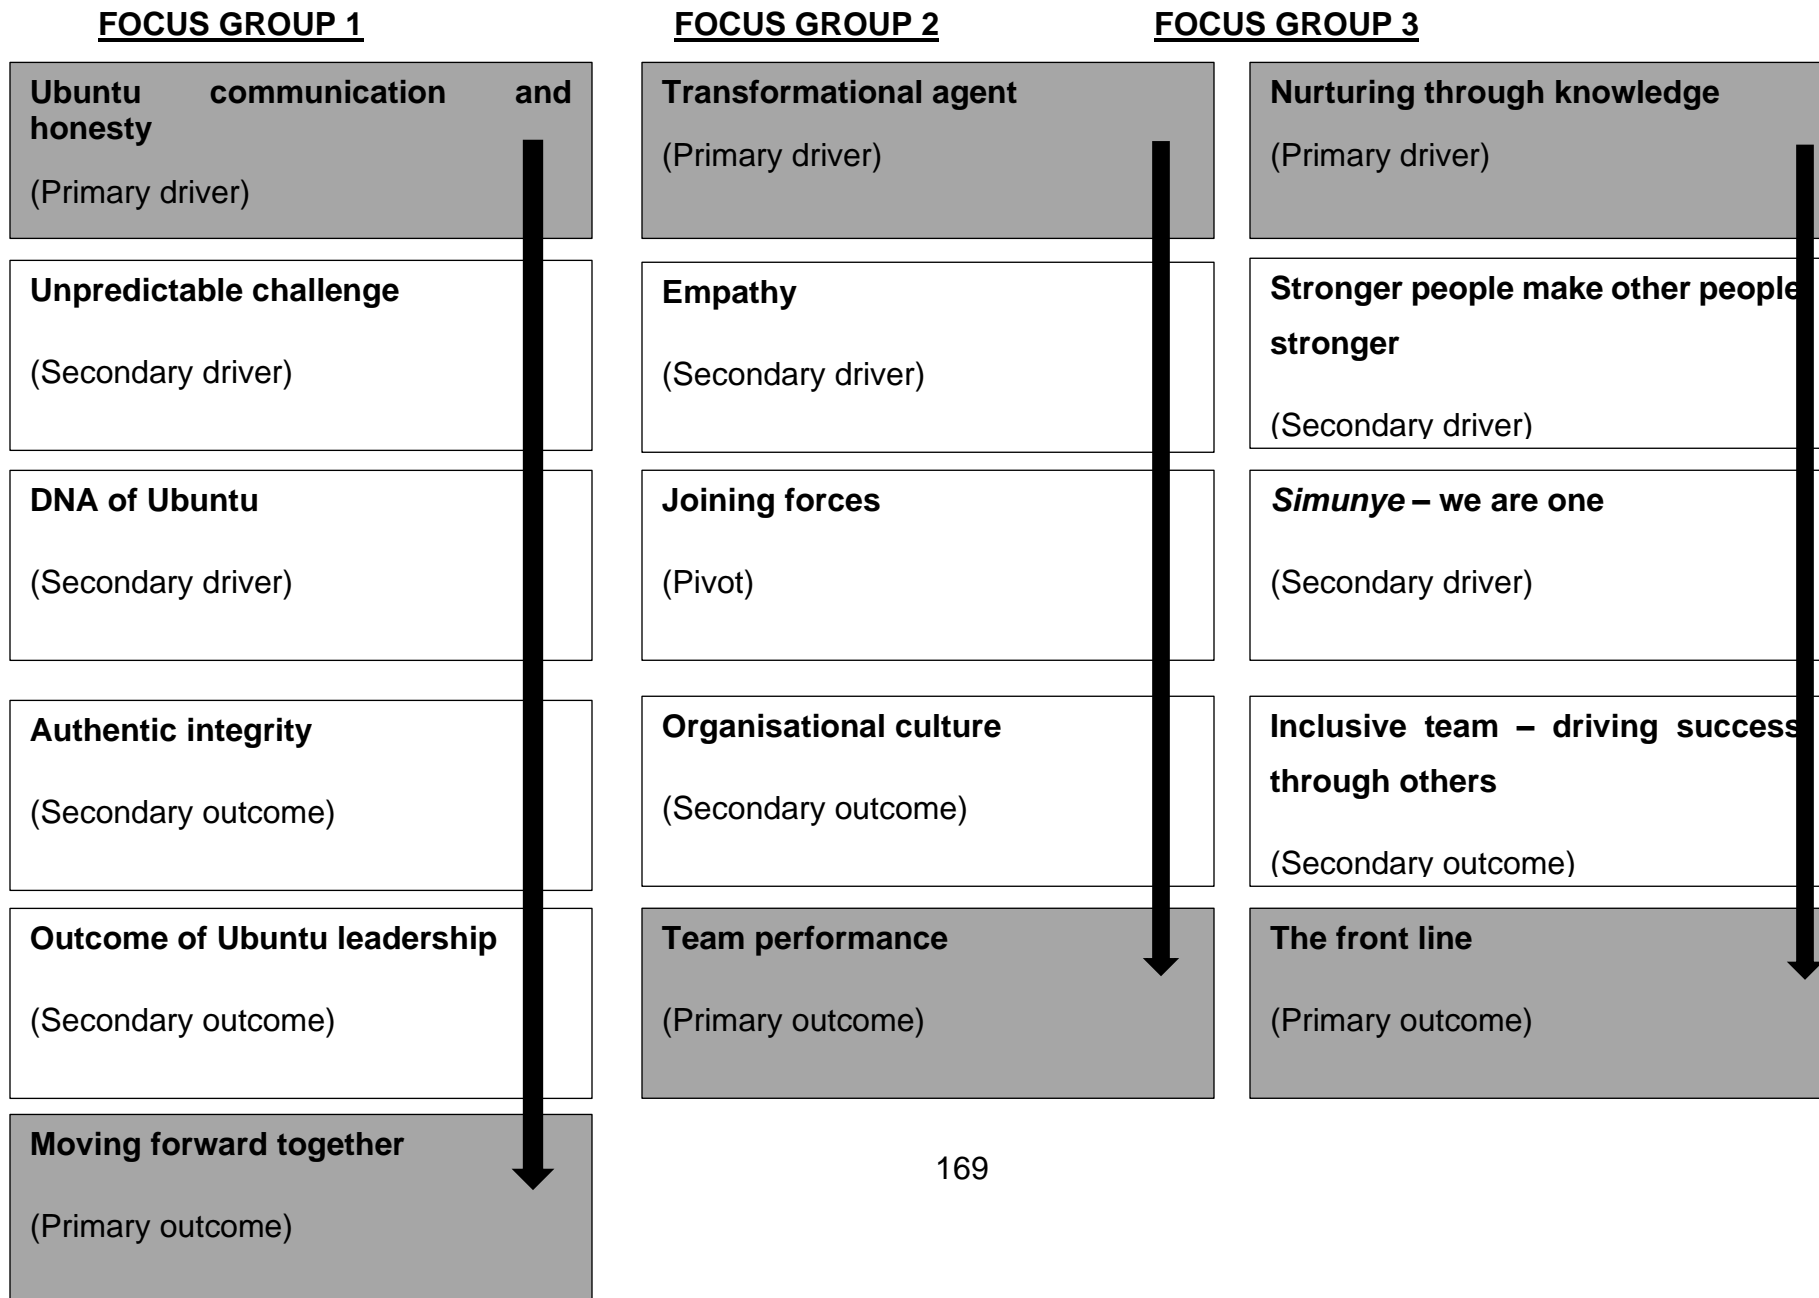 FOCUS GROUP 1
FOCUS GROUP 2
FOCUS GROUP 3
Ubuntu communication and
honesty
(Primary driver)
Unpredictable challenge
(Secondary driver)
DNA of Ubuntu
(Secondary driver)
Authentic integrity
(Secondary outcome)
Outcome of Ubuntu leadership
(Secondary outcome)
Moving forward together
(Primary outcome)
Transformational agent
(Primary driver)
Empathy
(Secondary driver)
Joining forces
(Pivot)
Organisational culture
(Secondary outcome)
Team performance
(Primary outcome)
Nurturing through knowledge
(Primary driver)
Stronger people make other people
stronger
(Secondary driver)
Simunye – we are one
(Secondary driver)
Inclusive team – driving success
through others
(Secondary outcome)
The front line
(Primary outcome)
169